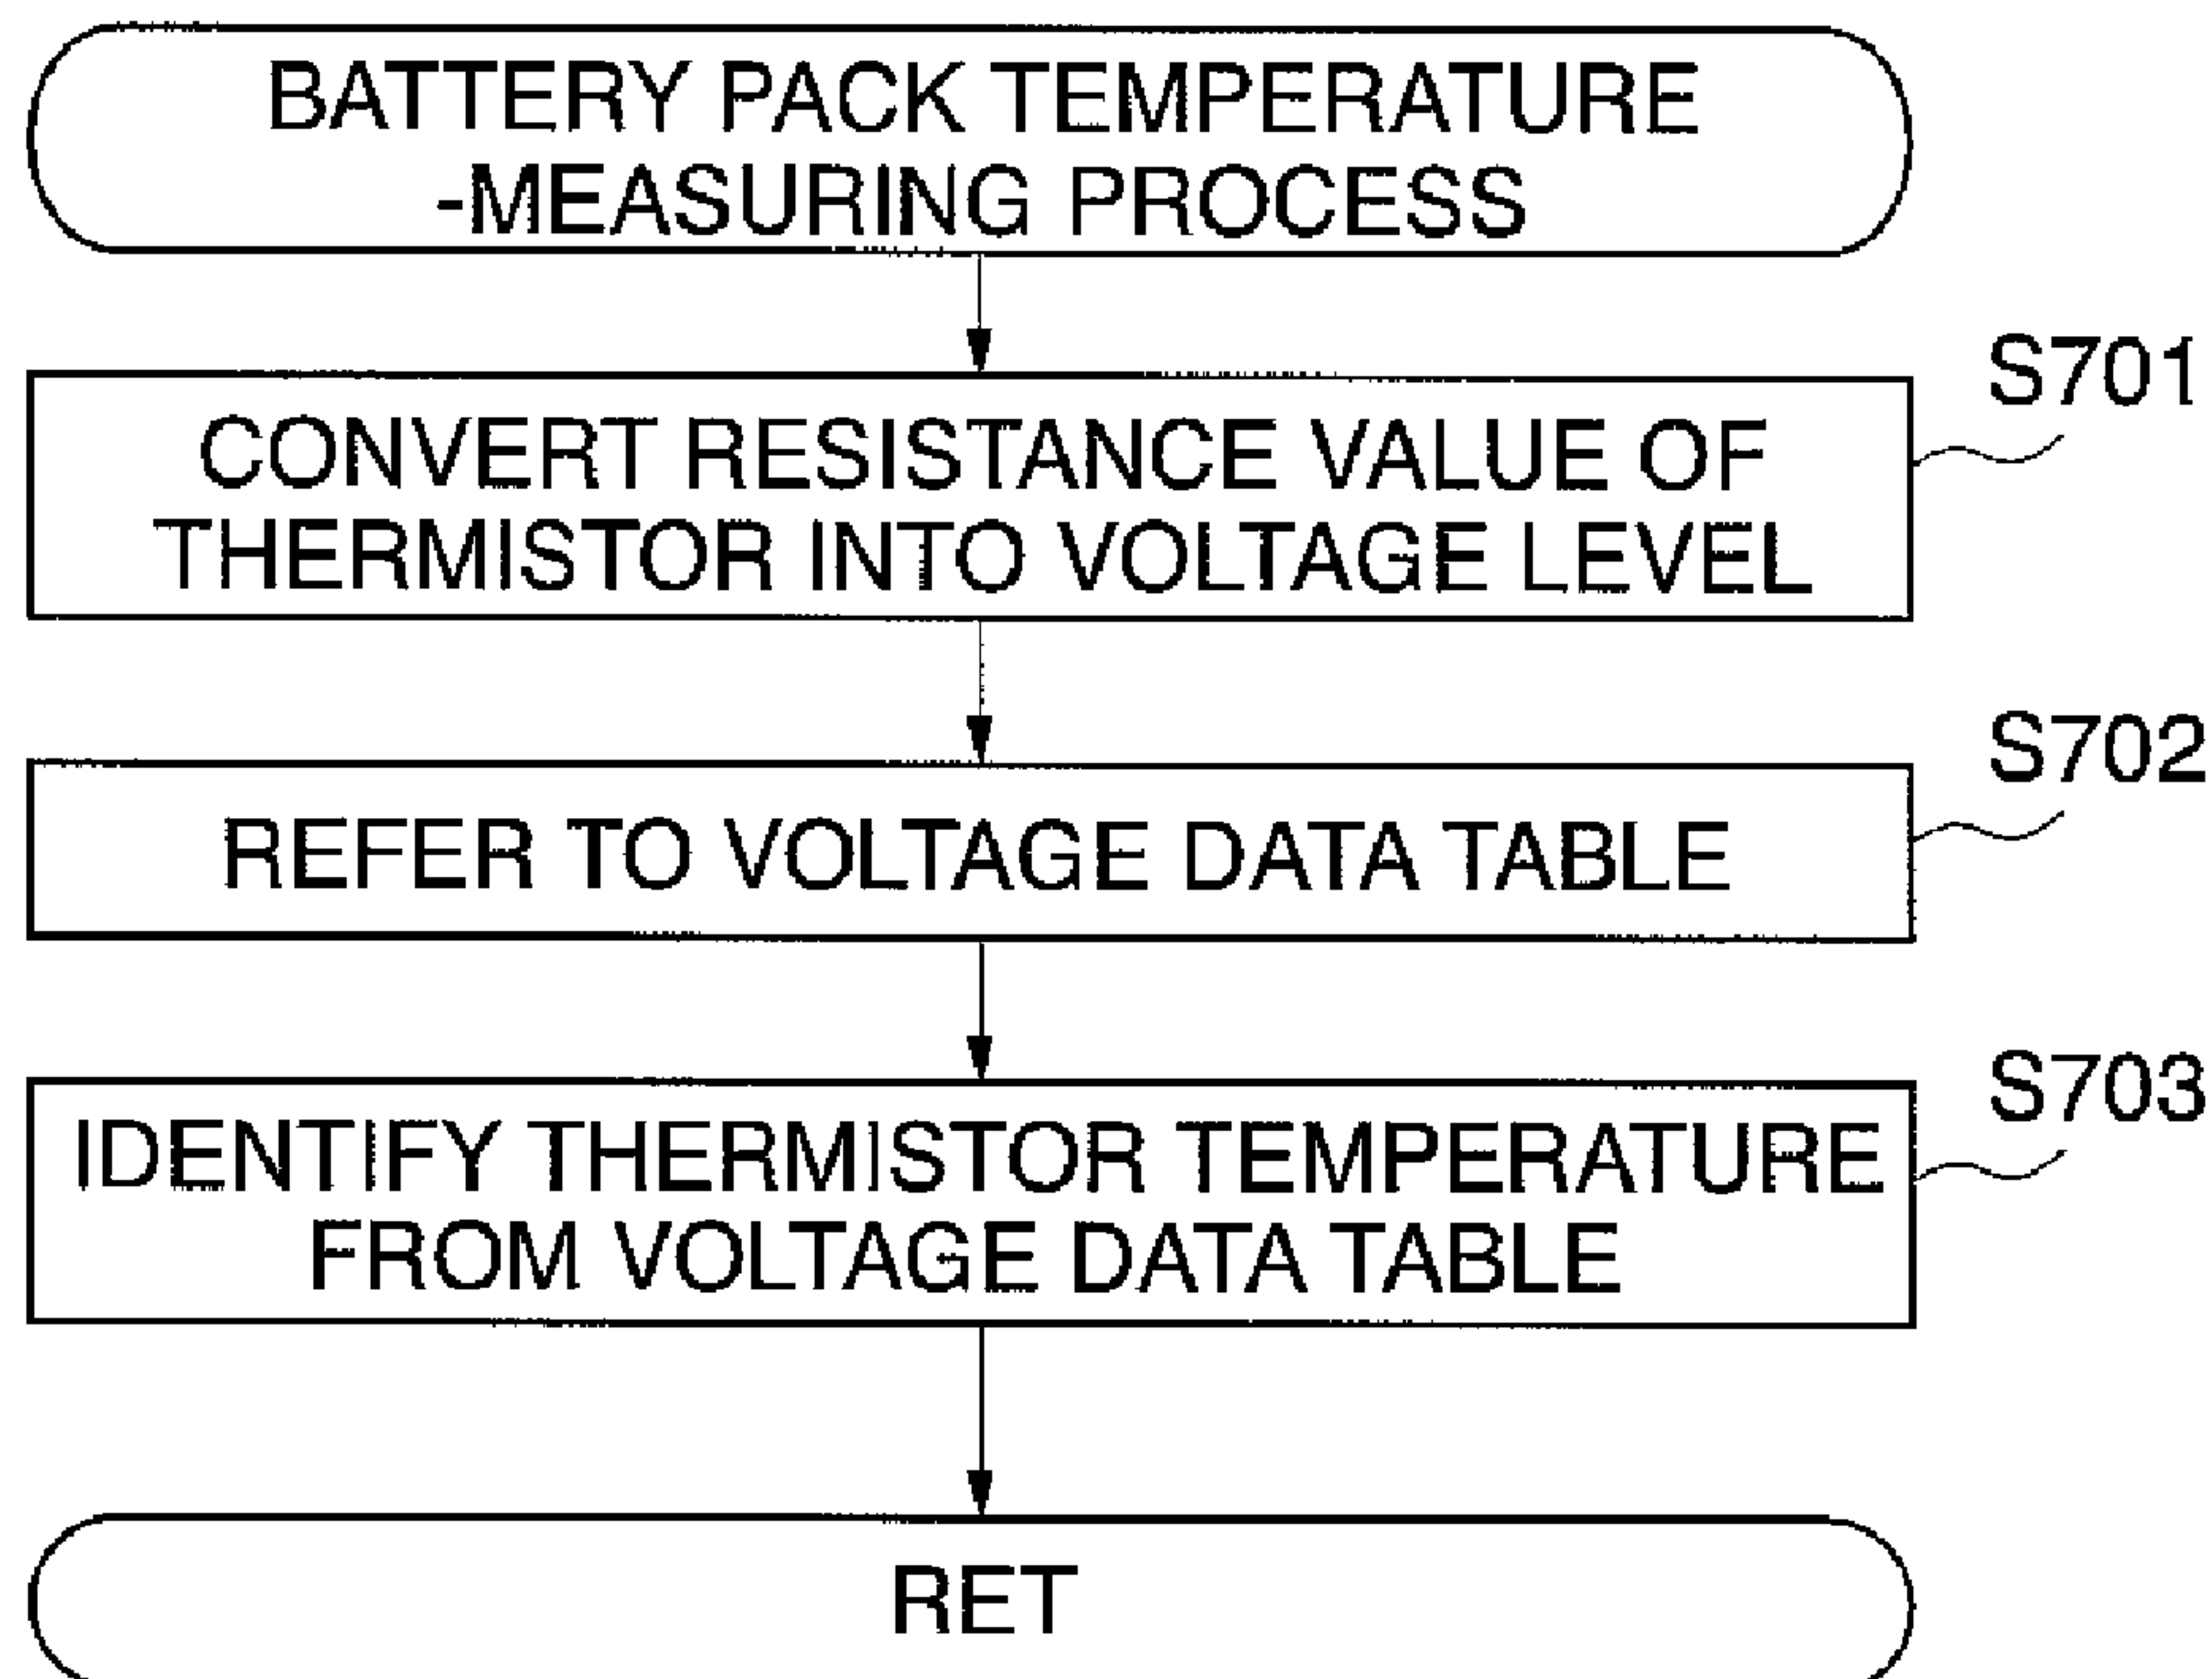 BATTERY PACK TEMPERATURE
-MEASURING PROCESS
S701
CONVERT RESISTANCE VALUE OF
THERMISTOR INTO VOLTAGE LEVEL
S702
REFER TO VOLTAGE DATA TABLE
S703
IDENTIFY THERMISTOR TEMPERATURE
FROM VOLTAGE DATA TABLE
RET